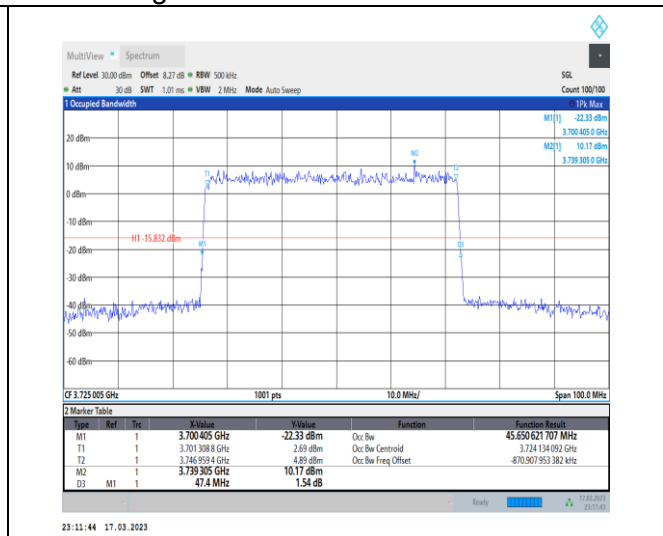 MultiView Spectrum
Ref Level 30.00 dBm Offset 8.27 dB RBW 500 kHz SGL
Att 30 dB SWT 1.01 ms VBW 2 MHz Mode Auto Sweep Count 100/100
1 Occupied Bandwidth 1Pk Max
M1[1] -22.33 dBm
3.700 405 0 GHz
20 dBm
M2[1] 10.17 dBm
3.739 305 0 GHz
M2
10 dBm
T1
T2
0 dBm
-10 dBm
H1 -15.832 dBm
M1
D3
-20 dBm
-30 dBm
-40 dBm
-50 dBm
-60 dBm
CF 3.725 005 GHz 1001 pts 10.0 MHz/ Span 100.0 MHz
2 Marker Table
Type Ref Trc X-Value Y-Value Function Function Result
M1 1 3.700 405 GHz -22.33 dBm Occ Bw 45.650 621 707 MHz
T1 1 3.701 308 8 GHz 2.69 dBm Occ Bw Centroid 3.724 134 092 GHz
T2 1 3.746 959 4 GHz 4.89 dBm Occ Bw Freq Offset -870.907 953 382 kHz
M2 1 3.739 305 GHz 10.17 dBm
D3 M1 1 47.4 MHz 1.54 dB
Ready 17.03.2023
23:11:43
23:11:44 17.03.2023